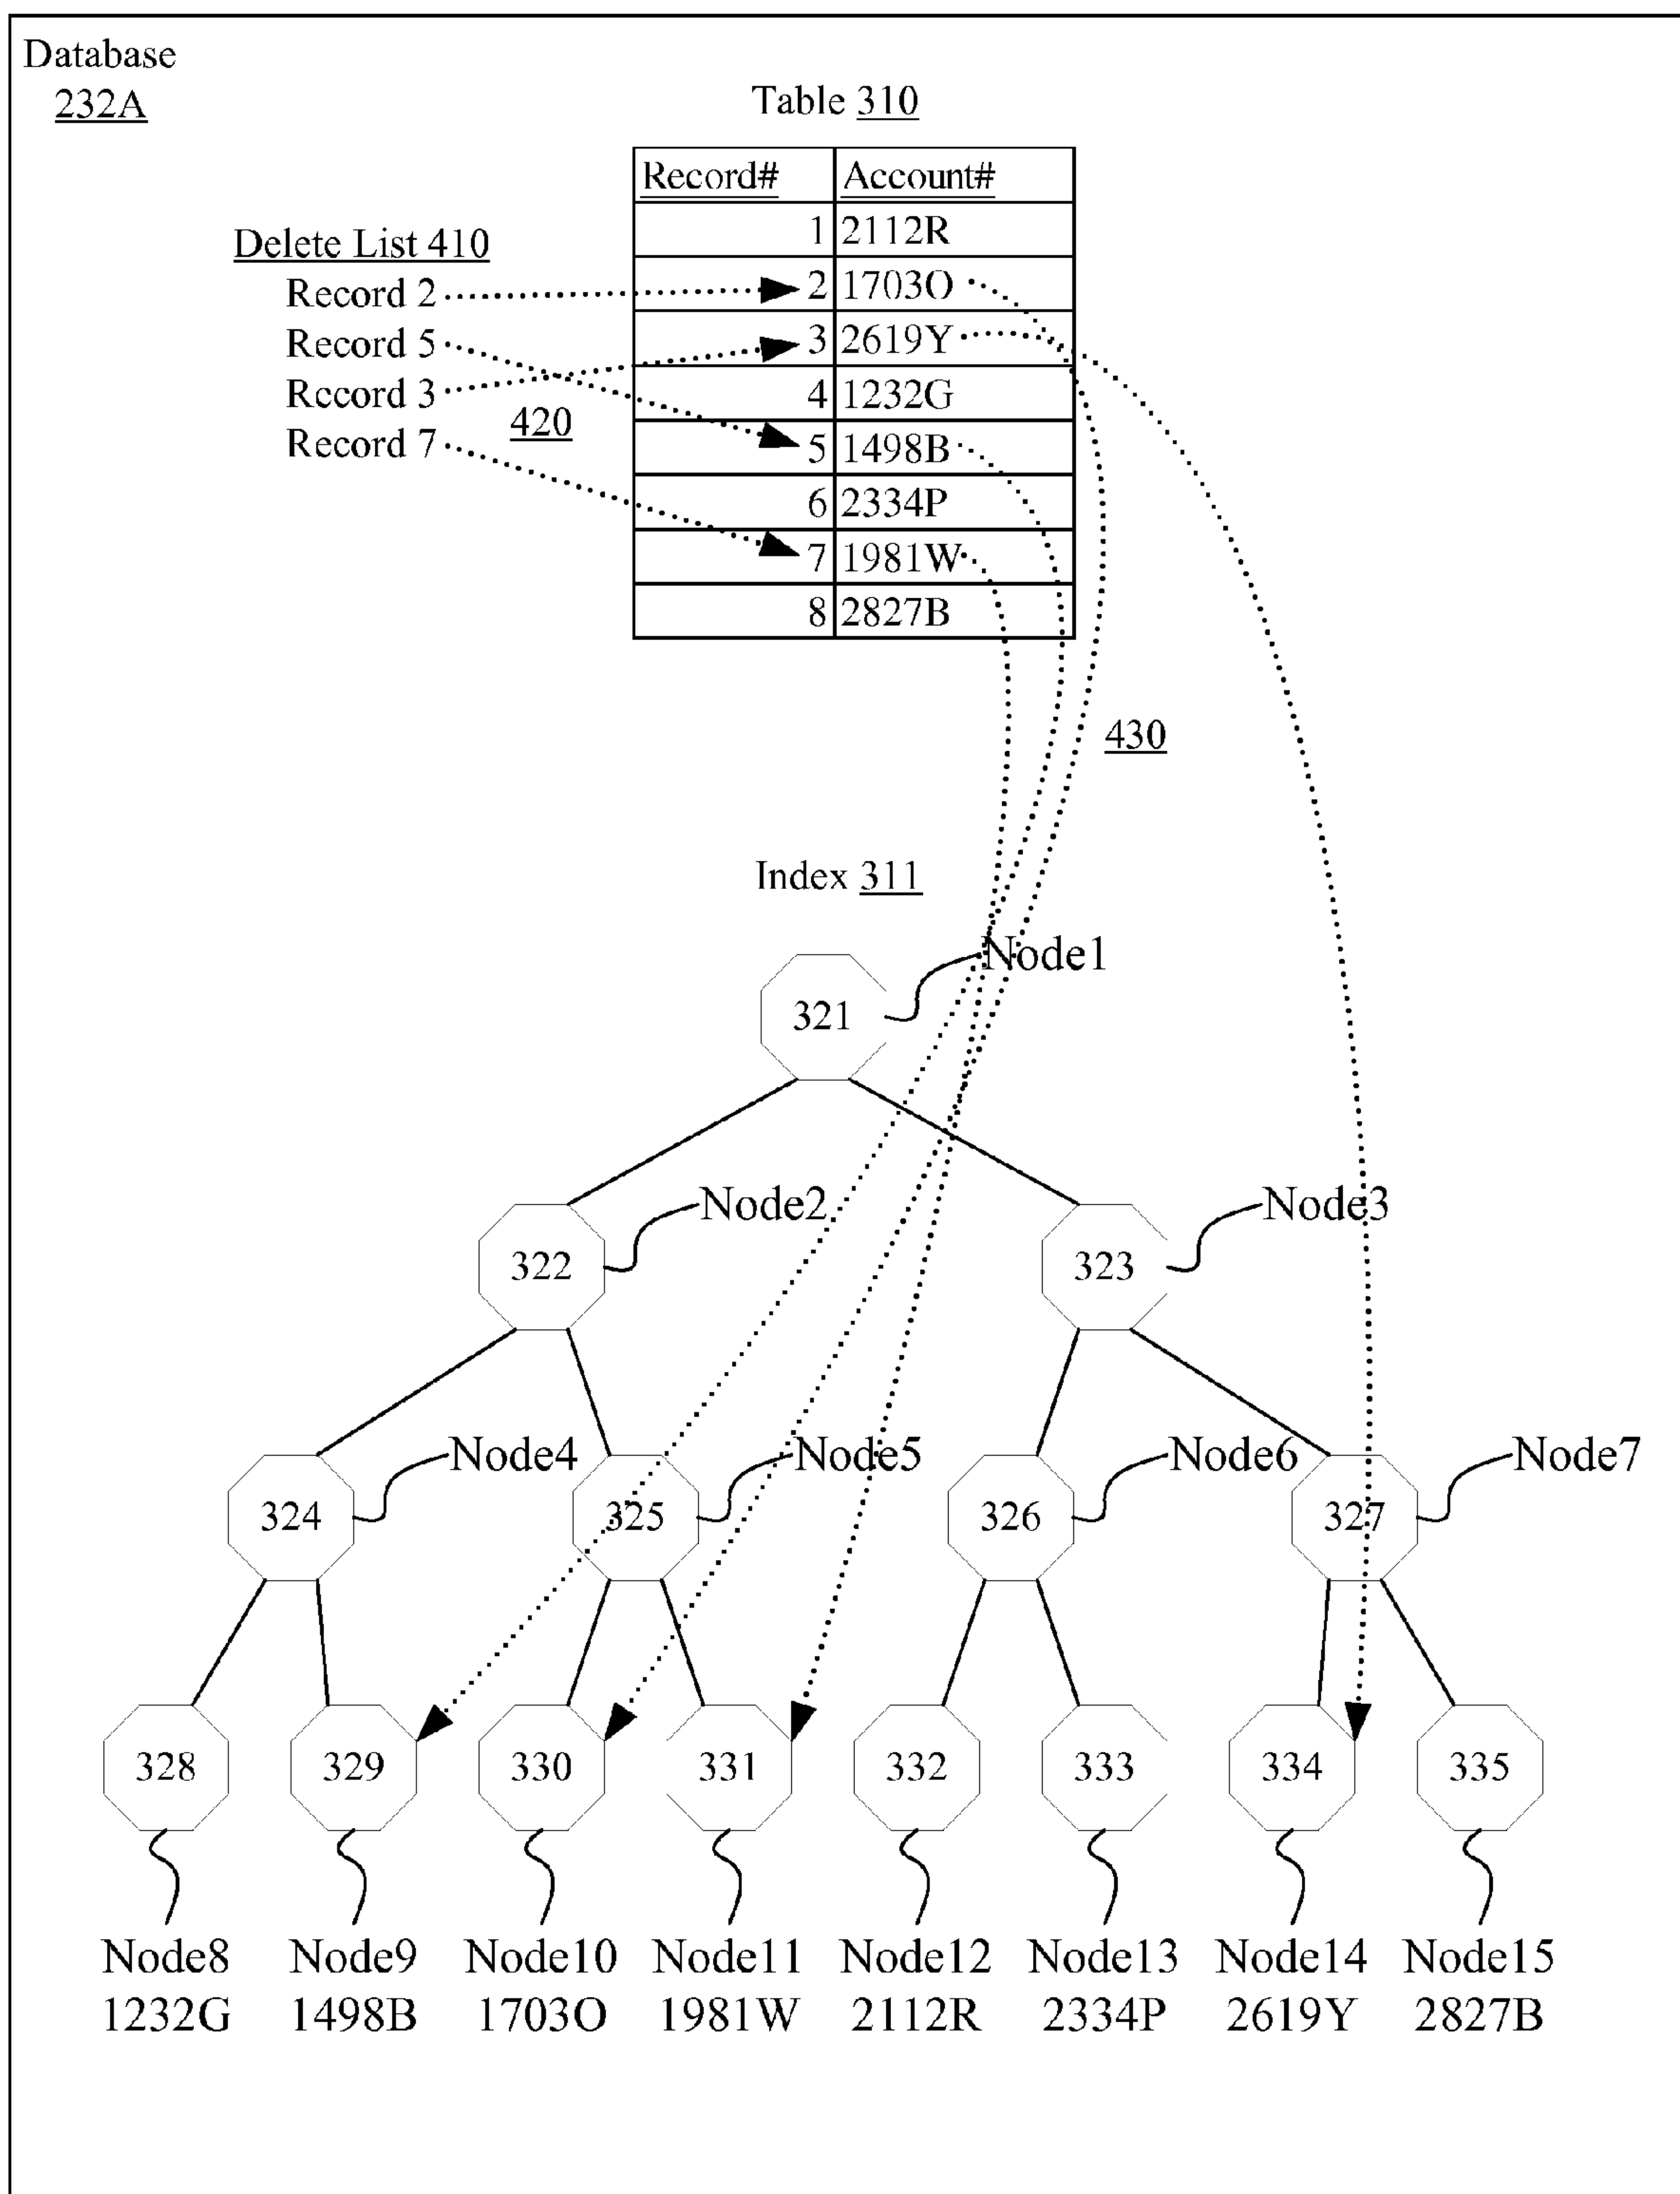 Database
232A
Table 310
Record# Account#
1 2112R
2 1703O
3 2619Y
4 1232G
5 1498B
6 2334P
7 1981W
8 2827B
Delete List 410
Record 2
Record 5
Record 3
Record 7
420
430
Index 311
Node1
321
Node2 Node3
322 323
Node4 Node5 Node6 Node7
324 325 326 327
328 329 330 331 332 333 334 335
Node8 Node9 Node10 Node11 Node12 Node13 Node14 Node15
1232G 1498B 1703O 1981W 2112R 2334P 2619Y 2827B